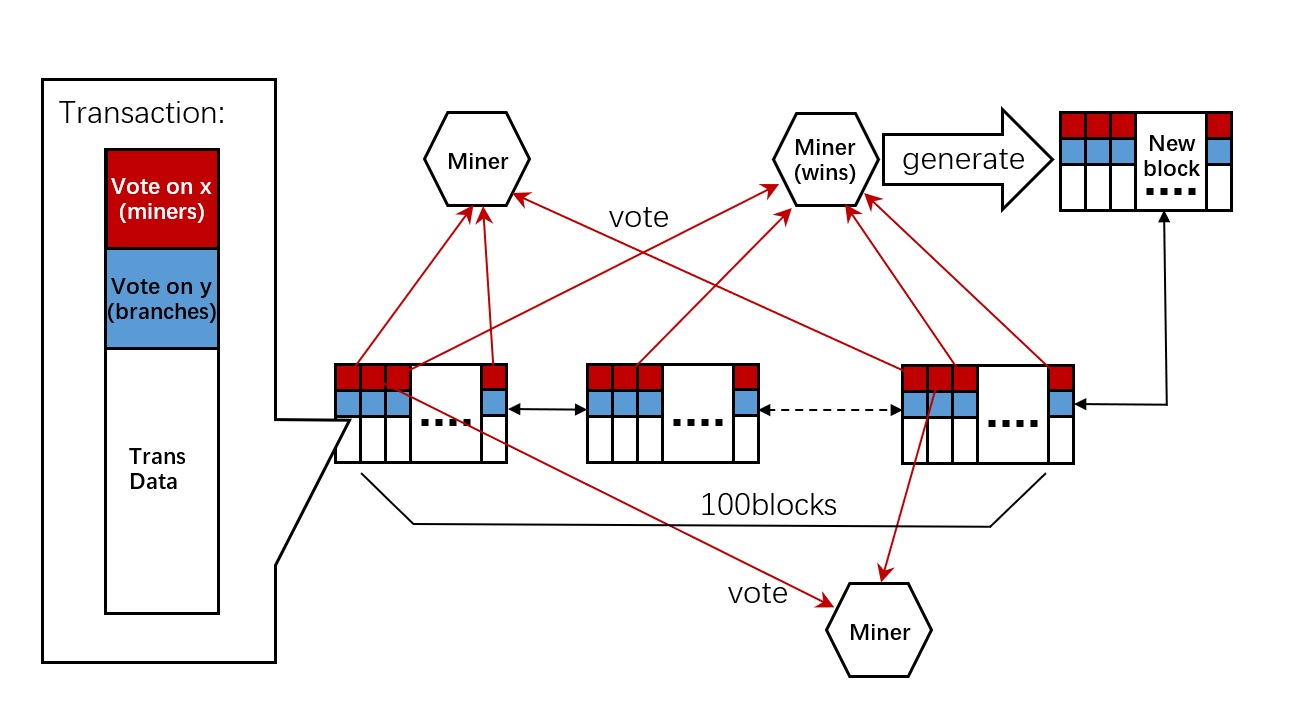 Transaction:
Vote on x
(miners)
Vote on y
(branches)
Trans
Data
Miner
vote
Miner
(wins)
generate
New
block
100blocks
vote
Miner